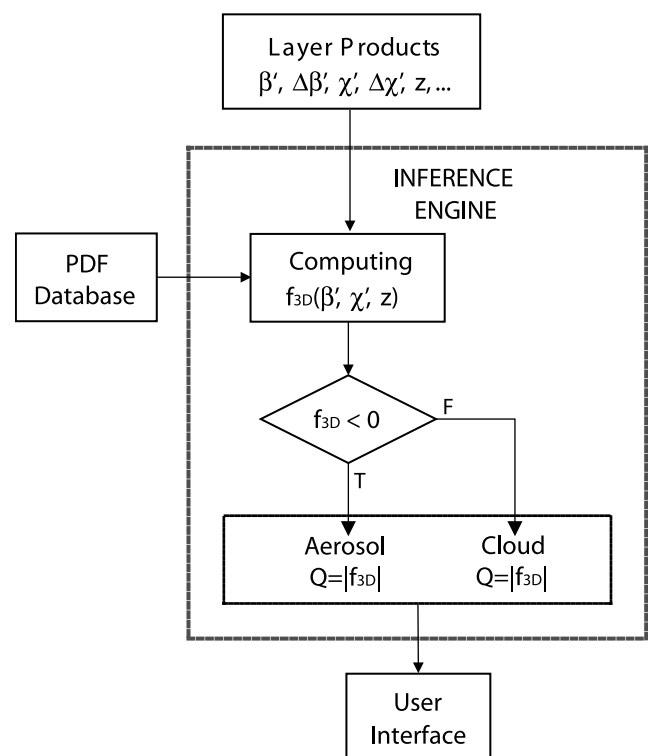 Layer Products
β', Δβ', χ', Δχ', z, ...
INFERENCE
ENGINE
PDF
Database
Computing
f3D(β', χ', z)
f3D < 0
F
T
Aerosol
Q=|f3D|
Cloud
Q=|f3D|
User
Interface